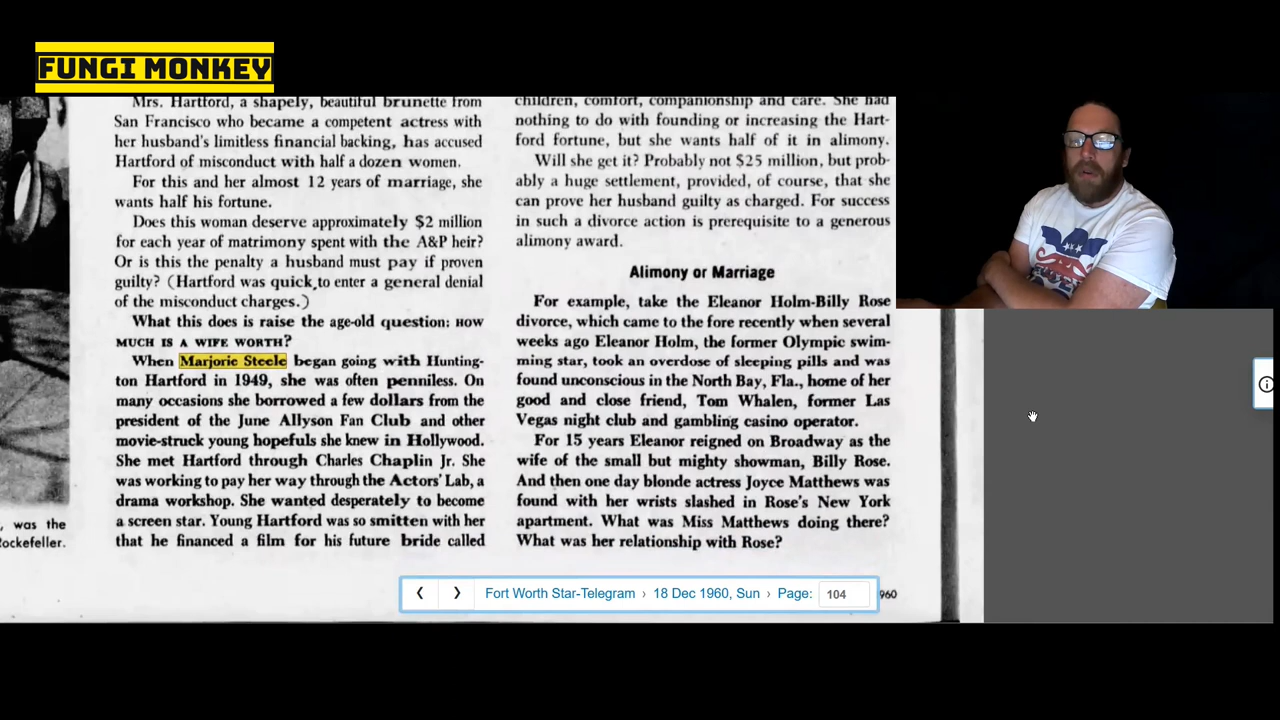 FUNGI MONKEY
Mrs. Hartford, a shapely, beautiful brunette from
San Francisco who became a competent actress with
her husband's limitless financial backing, has accused
Hartford of misconduct with half a dozen women.
For this and her almost 12 years of marriage, she
wants half his fortune.
Does this woman deserve approximately $2 million
for each year of matrimony spent with the A&P heir?
Or is this the penalty a husband must pay if proven
guilty? (Hartford was quick to enter a general denial
of the misconduct charges.)
What this does is raise the age-old question: HOW
MUCH IS A WIFE WORTH?
When Marjorie Steele began going with Hunting-
ton Hartford in 1949, she was often penniless. On
many occasions she borrowed a few dollars from the
president of the June Allyson Fan Club and other
movie-struck young hopefuls she knew in Hollywood.
She met Hartford through Charles Chaplin Jr. She
was working to pay her way through the Actors' Lab, a
drama workshop. She wanted desperately to become
a screen star. Young Hartford was so smitten with her
that he financed a film for his future bride called
children, comfort, companionship and care. She had
nothing to do with founding or increasing the Hart-
ford fortune, but she wants half of it in alimony.
Will she get it? Probably not $25 million, but prob-
ably a huge settlement, provided, of course, that she
can prove her husband guilty as charged. For success
in such a divorce action is prerequisite to a generous
alimony award.
Alimony or Marriage
For example, take the Eleanor Holm-Billy Rose
divorce, which came to the fore recently when several
weeks ago Eleanor Holm, the former Olympic swim-
ming star, took an overdose of sleeping pills and was
found unconscious in the North Bay, Fla., home of her
good and close friend, Tom Whalen, former Las
Vegas night club and gambling casino operator.
For 15 years Eleanor reigned on Broadway as the
wife of the small but mighty showman, Billy Rose.
And then one day blonde actress Joyce Matthews was
found with her wrists slashed in Rose's New York
apartment. What was Miss Matthews doing there?
What was her relationship with Rose?
, was the
Rockefeller.
Fort Worth Star-Telegram › 18 Dec 1960, Sun › Page: 104
960